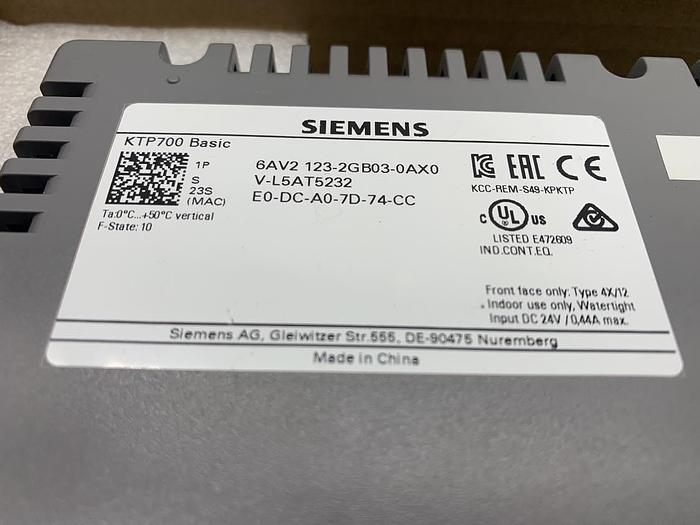 SIEMENS
KTP700 Basic
1P 6AV2 123-2GB03-0AX0
S V-L5AT5232
23S
(MAC) E0-DC-A0-7D-74-CC
Ta:0°C...+50°C vertical
F-State: 10
EAC CE
KCC-REM-S49-KPKTP
c UL US
LISTED E472609
IND.CONT.EQ.
Front face only: Type 4X/12
Indoor use only, Watertight
Input DC 24V / 0,44A max.
Siemens AG, Gleiwitzer Str.555, DE-90475 Nuremberg
Made in China